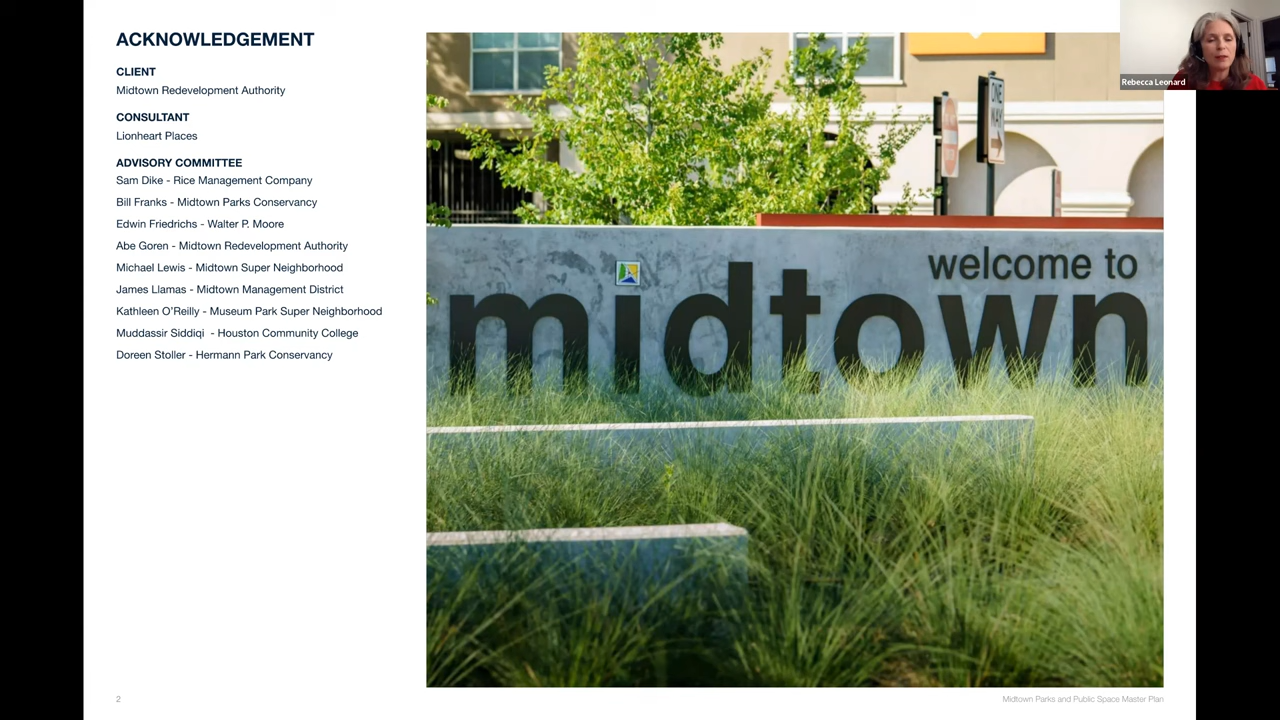 ACKNOWLEDGEMENT
CLIENT
Midtown Redevelopment Authority
CONSULTANT
Lionheart Places
ADVISORY COMMITTEE
Sam Dike - Rice Management Company
Bill Franks - Midtown Parks Conservancy
Edwin Friedrichs - Walter P. Moore
Abe Goren - Midtown Redevelopment Authority
Michael Lewis - Midtown Super Neighborhood
James Llamas - Midtown Management District
Kathleen O'Reilly - Museum Park Super Neighborhood
Muddassir Siddiqi - Houston Community College
Doreen Stoller - Hermann Park Conservancy
ONE
WAY
welcome to
midtown
Rebecca Leonard
2
Midtown Parks and Public Space Master Plan